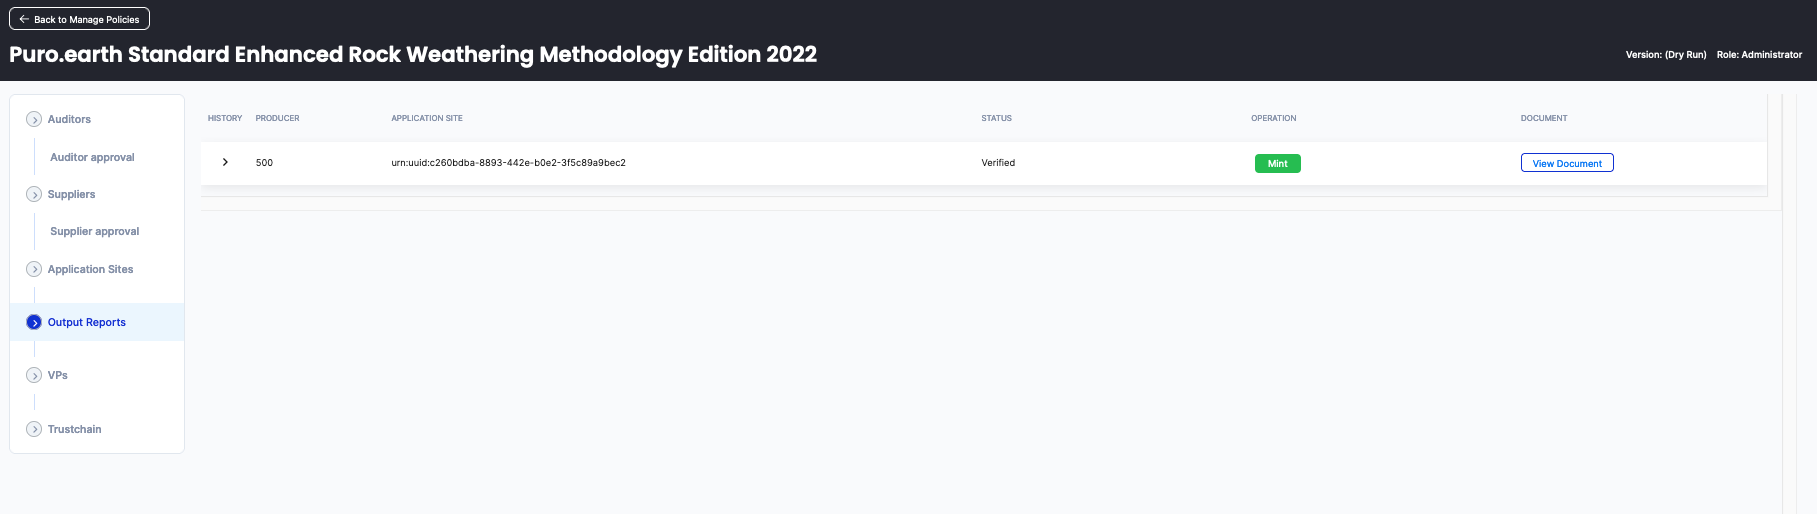 Back to Manage Policies
Puro.earth Standard Enhanced Rock Weathering Methodology Edition 2022
Version: (Dry Run) Role: Administrator
Auditors
Auditor approval
Suppliers
Supplier approval
Application Sites
Output Reports
VPs
Trustchain
HISTORY PRODUCER APPLICATION SITE STATUS OPERATION DOCUMENT
500 urn:uuid:c260bdba-8893-442e-b0e2-3f5c89a9bec2 Verified Mint View Document